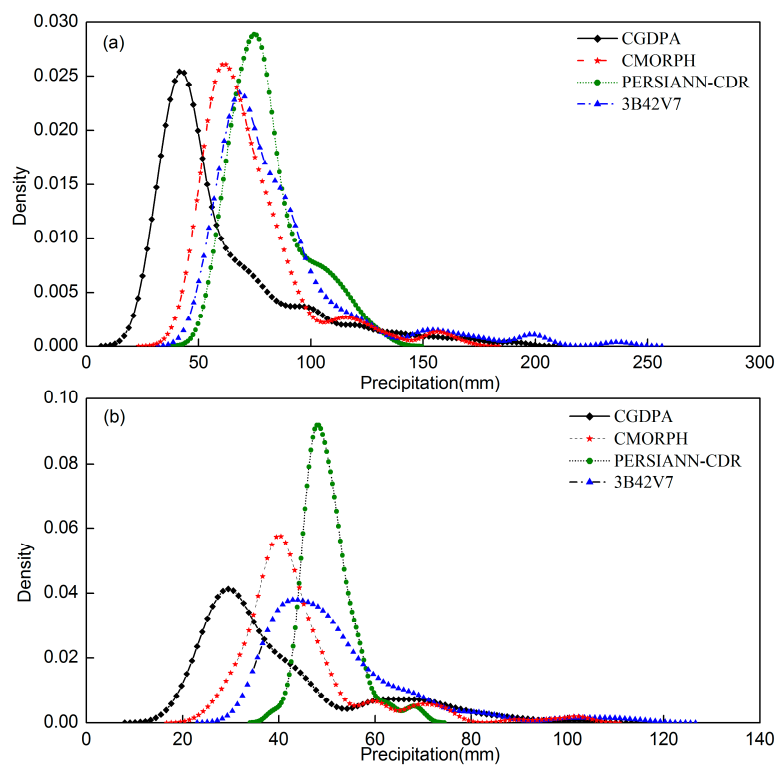 (a)
CGDPA
CMORPH
PERSIANN-CDR
3B42V7
Density
0.030
0.025
0.020
0.015
0.010
0.005
0.000
0 50 100 150 200 250 300
Precipitation(mm)
(b)
CGDPA
CMORPH
PERSIANN-CDR
3B42V7
Density
0.10
0.08
0.06
0.04
0.02
0.00
0 20 40 60 80 100 120 140
Precipitation(mm)